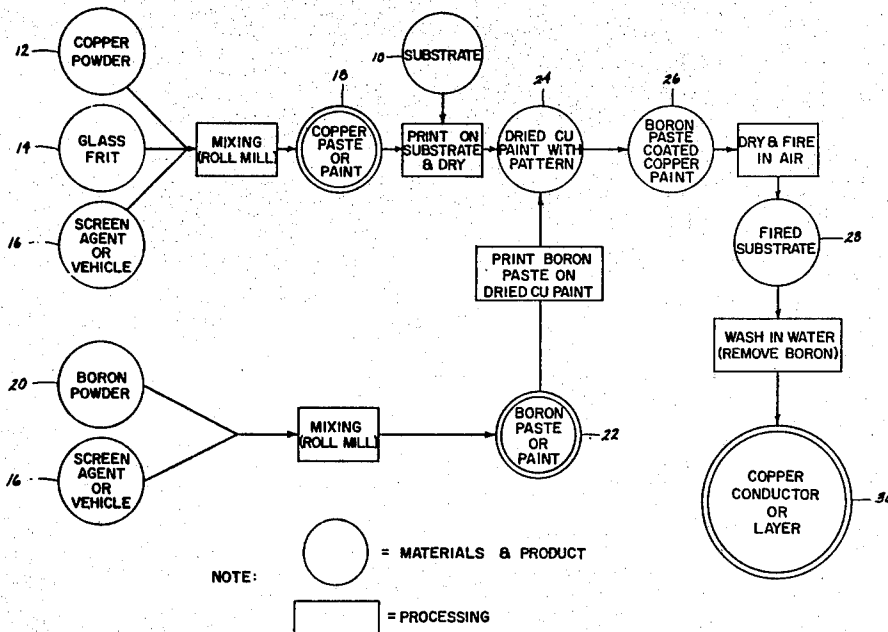 12
COPPER
POWDER
14
GLASS
FRIT
16
SCREEN
AGENT
OR
VEHICLE
MIXING
(ROLL MILL)
18
COPPER
PASTE
OR
PAINT
10
SUBSTRATE
PRINT ON
SUBSTRATE
& DRY
24
DRIED CU
PAINT WITH
PATTERN
26
BORON
PASTE
COATED
COPPER
PAINT
DRY & FIRE
IN AIR
28
FIRED
SUBSTRATE
WASH IN WATER
(REMOVE BORON)
30
COPPER
CONDUCTOR
OR
LAYER
PRINT BORON
PASTE ON
DRIED CU PAINT
20
BORON
POWDER
16
SCREEN
AGENT
OR
VEHICLE
MIXING
(ROLL MILL)
BORON
PASTE
OR
PAINT
22
NOTE:
= MATERIALS & PRODUCT
= PROCESSING